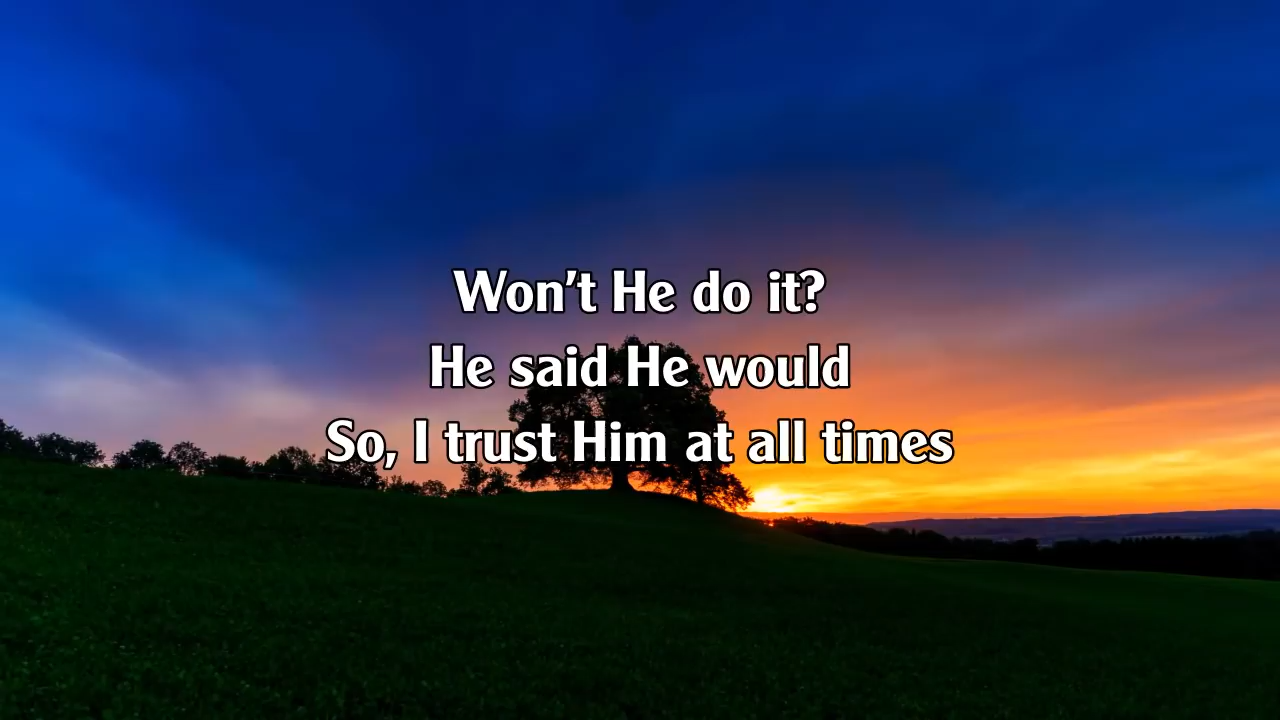 Won't He do it?
He said He would
So, I trust Him at all times